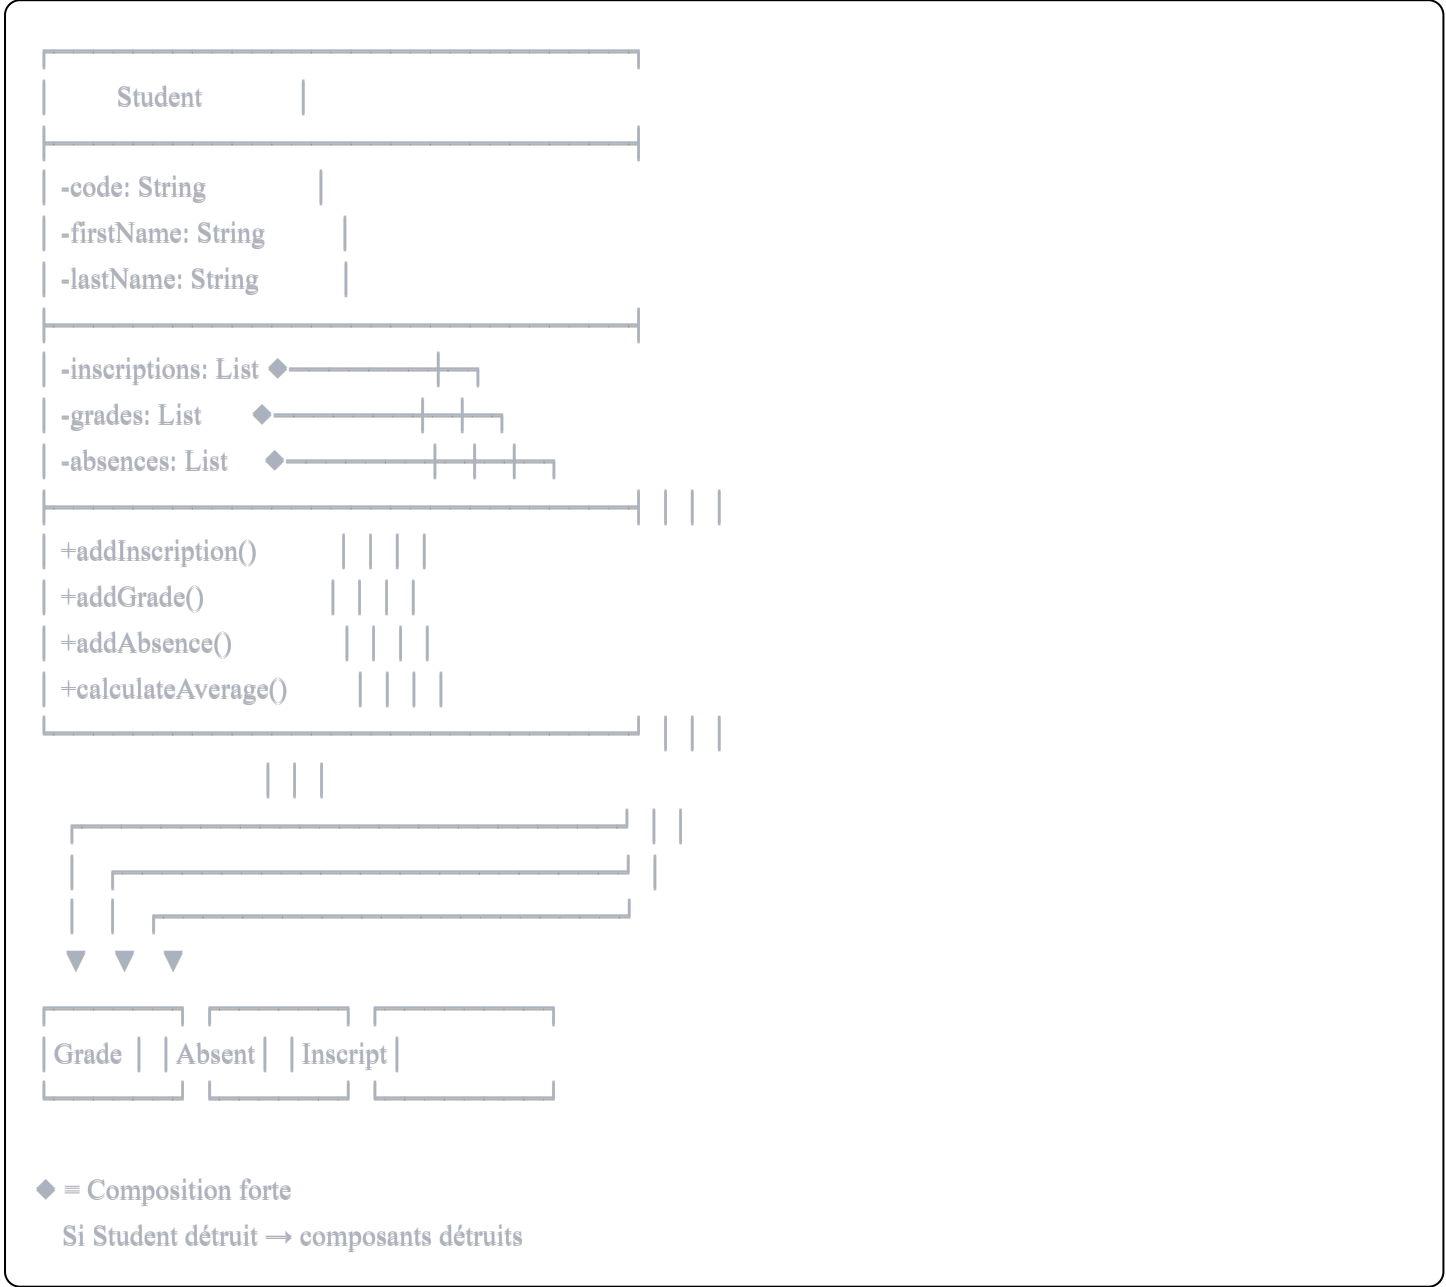 Student
-code: String
-firstName: String
-lastName: String
-inscriptions: List ◆
-grades: List ◆
-absences: List ◆
+addInscription()
+addGrade()
+addAbsence()
+calculateAverage()
▼ ▼ ▼
Grade Absent Inscript
◆ = Composition forte
Si Student détruit → composants détruits